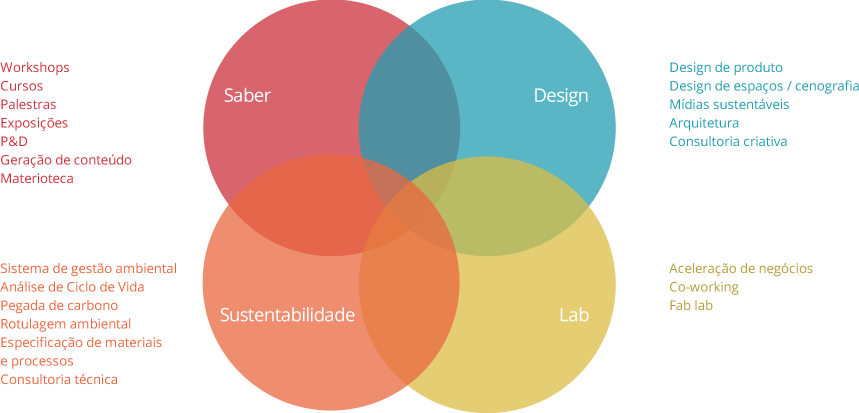 Workshops
Cursos
Palestras
Exposições
P&D
Geração de conteúdo
Materioteca
Saber
Design
Design de produto
Design de espaços / cenografia
Mídias sustentáveis
Arquitetura
Consultoria criativa
Sistema de gestão ambiental
Análise de Ciclo de Vida
Pegada de carbono
Rotulagem ambiental
Especificação de materiais
e processos
Consultoria técnica
Sustentabilidade
Lab
Aceleração de negócios
Co-working
Fab lab